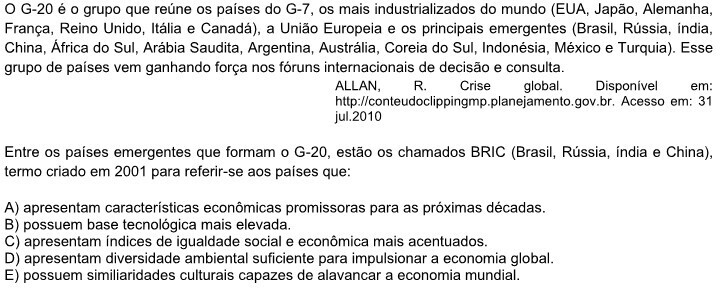 O G-20 é o grupo que reúne os países do G-7, os mais industrializados do mundo (EUA, Japão, Alemanha,
França, Reino Unido, Itália e Canadá), a União Europeia e os principais emergentes (Brasil, Rússia, índia,
China, África do Sul, Arábia Saudita, Argentina, Austrália, Coreia do Sul, Indonésia, México e Turquia). Esse
grupo de países vem ganhando força nos fóruns internacionais de decisão e consulta.
ALLAN, R. Crise global. Disponível em:
http://conteudoclippingmp.planejamento.gov.br. Acesso em: 31
jul.2010
Entre os países emergentes que formam o G-20, estão os chamados BRIC (Brasil, Rússia, índia e China),
termo criado em 2001 para referir-se aos países que:
A) apresentam características econômicas promissoras para as próximas décadas.
B) possuem base tecnológica mais elevada.
C) apresentam índices de igualdade social e econômica mais acentuados.
D) apresentam diversidade ambiental suficiente para impulsionar a economia global.
E) possuem similiaridades culturais capazes de alavancar a economia mundial.